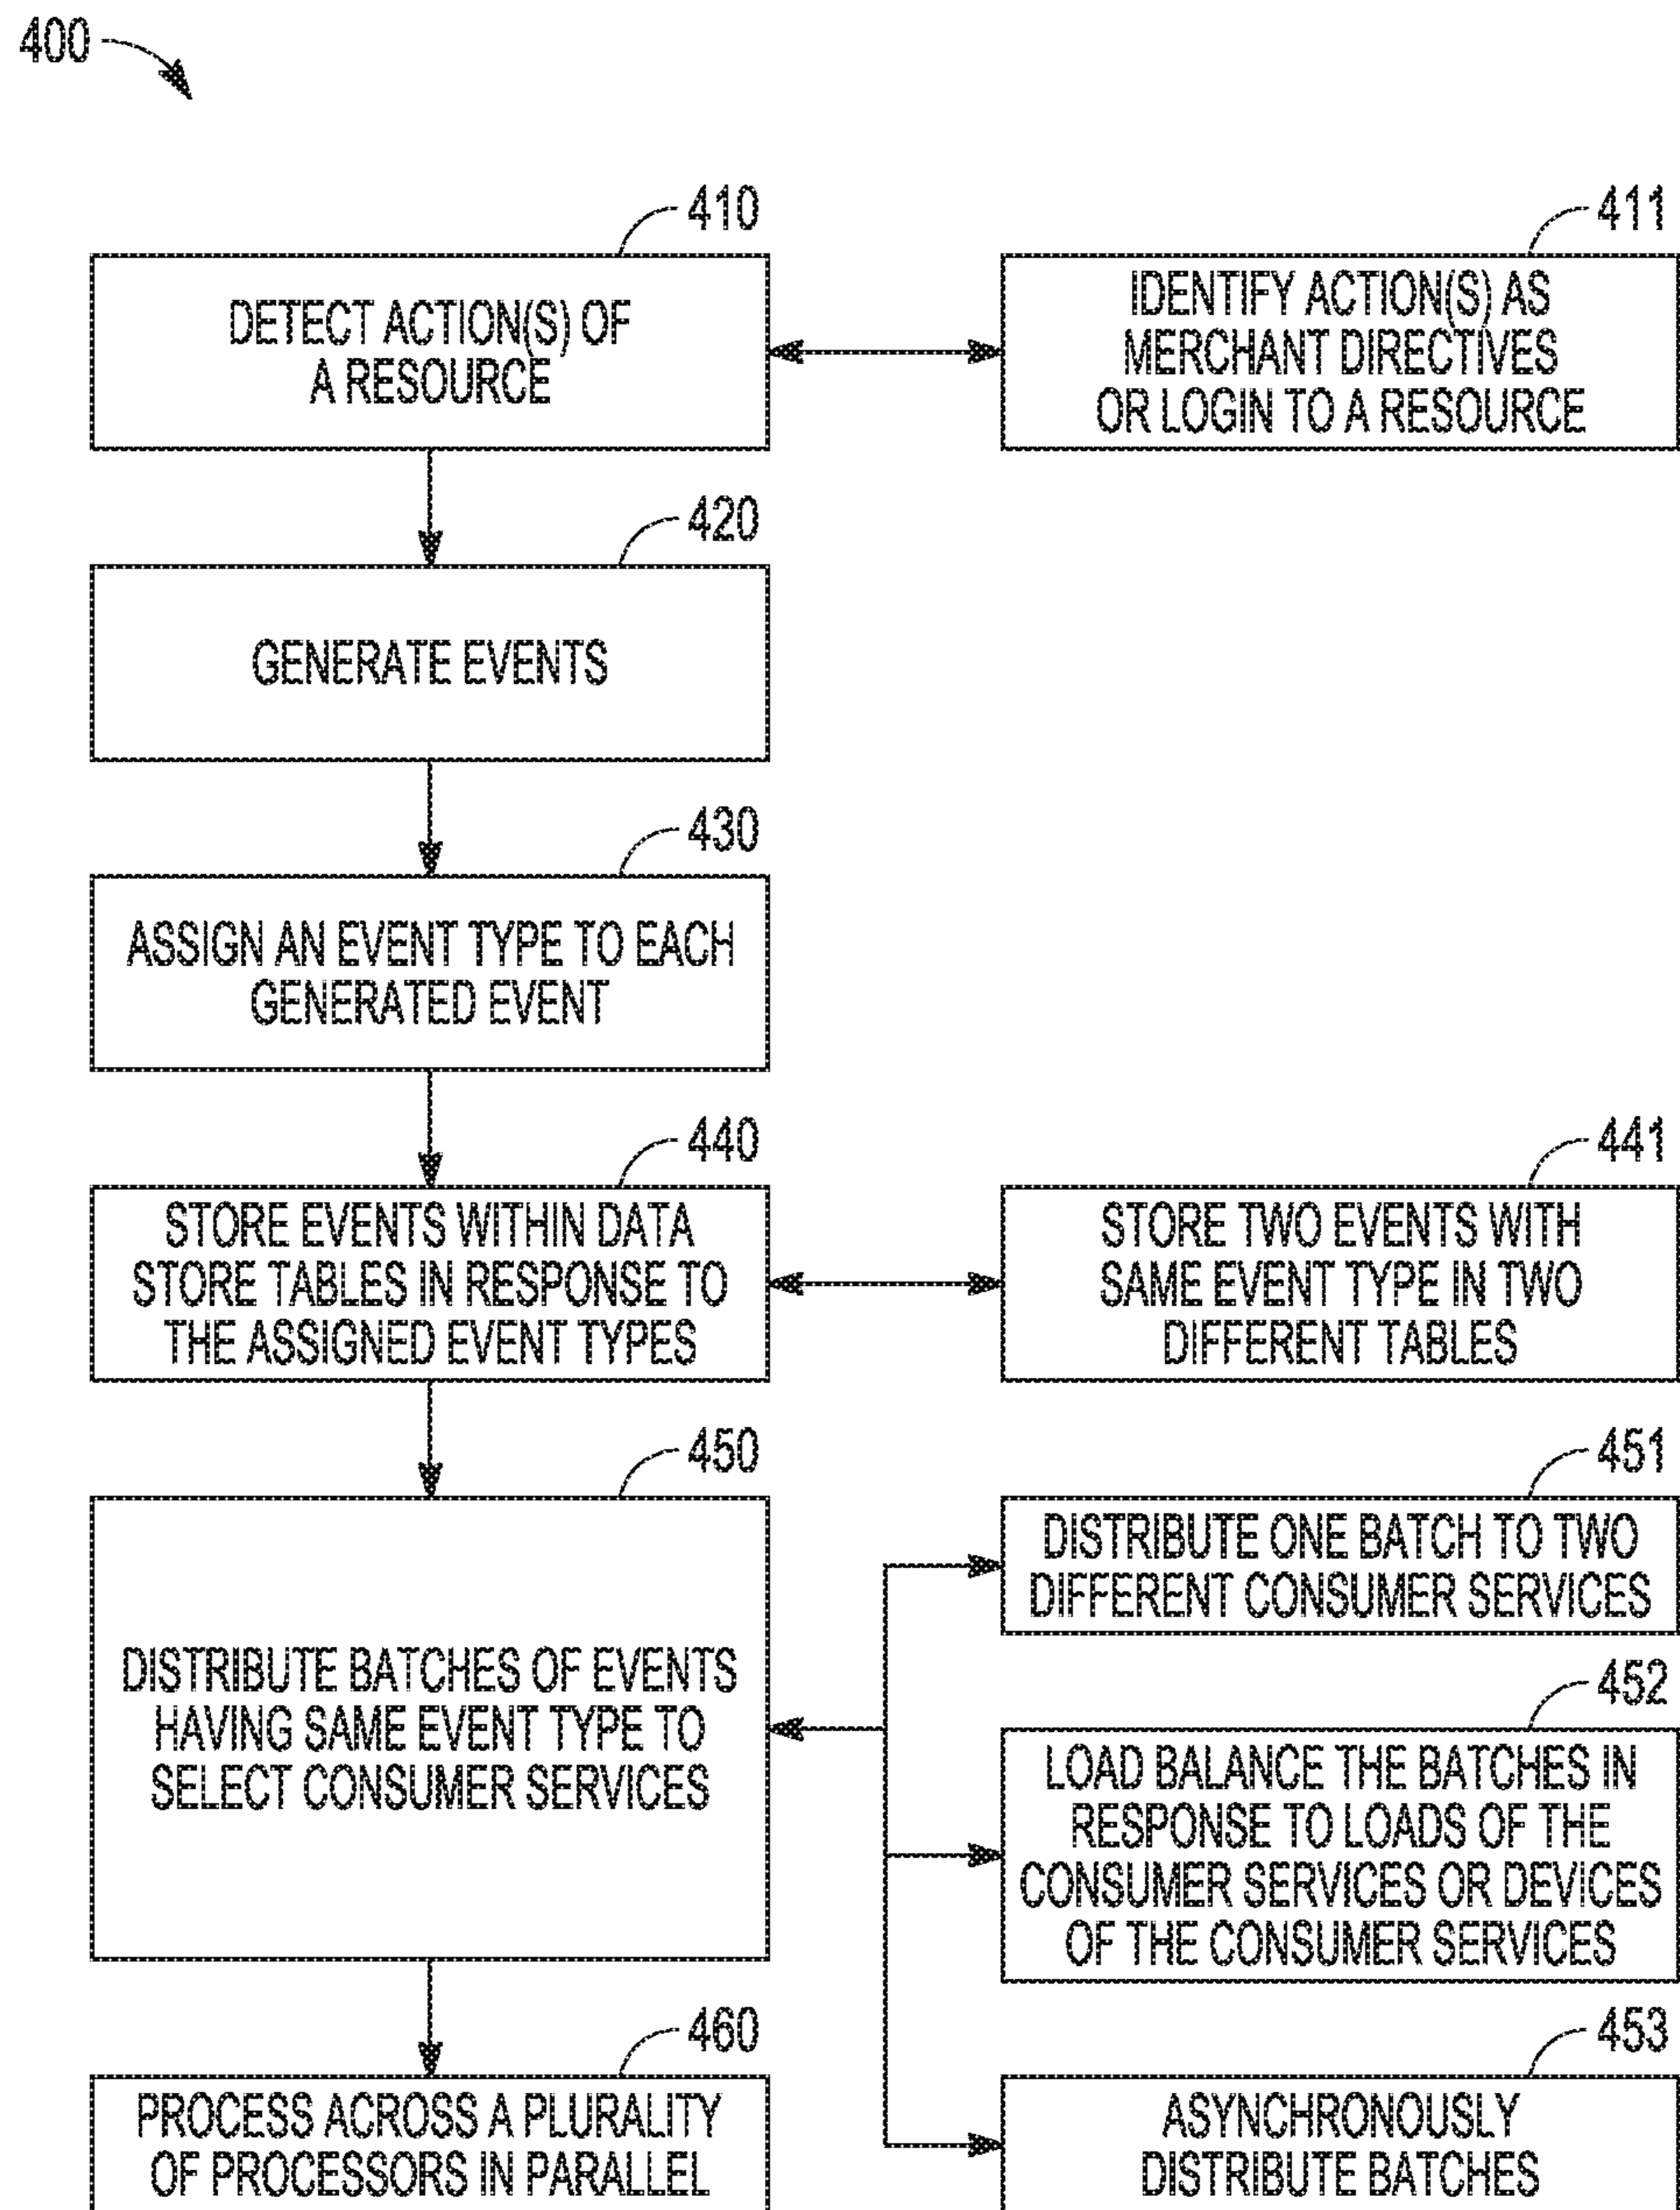 400
410
DETECT ACTION(S) OF
A RESOURCE
411
IDENTIFY ACTION(S) AS
MERCHANT DIRECTIVES
OR LOGIN TO A RESOURCE
420
GENERATE EVENTS
430
ASSIGN AN EVENT TYPE TO EACH
GENERATED EVENT
440
STORE EVENTS WITHIN DATA
STORE TABLES IN RESPONSE TO
THE ASSIGNED EVENT TYPES
441
STORE TWO EVENTS WITH
SAME EVENT TYPE IN TWO
DIFFERENT TABLES
450
DISTRIBUTE BATCHES OF EVENTS
HAVING SAME EVENT TYPE TO
SELECT CONSUMER SERVICES
451
DISTRIBUTE ONE BATCH TO TWO
DIFFERENT CONSUMER SERVICES
452
LOAD BALANCE THE BATCHES IN
RESPONSE TO LOADS OF THE
CONSUMER SERVICES OR DEVICES
OF THE CONSUMER SERVICES
460
PROCESS ACROSS A PLURALITY
OF PROCESSORS IN PARALLEL
453
ASYNCHRONOUSLY
DISTRIBUTE BATCHES